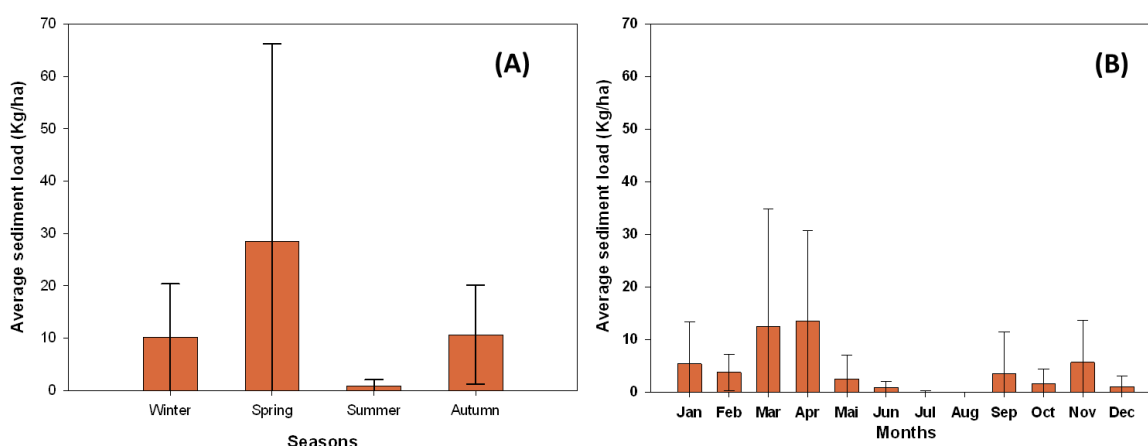 (A)
Average sediment load (Kg/ha)
70
60
50
40
30
20
10
0
Winter Spring Summer Autumn
Seasons
(B)
Average sediment load (Kg/ha)
70
60
50
40
30
20
10
0
Jan Feb Mar Apr Mai Jun Jul Aug Sep Oct Nov Dec
Months